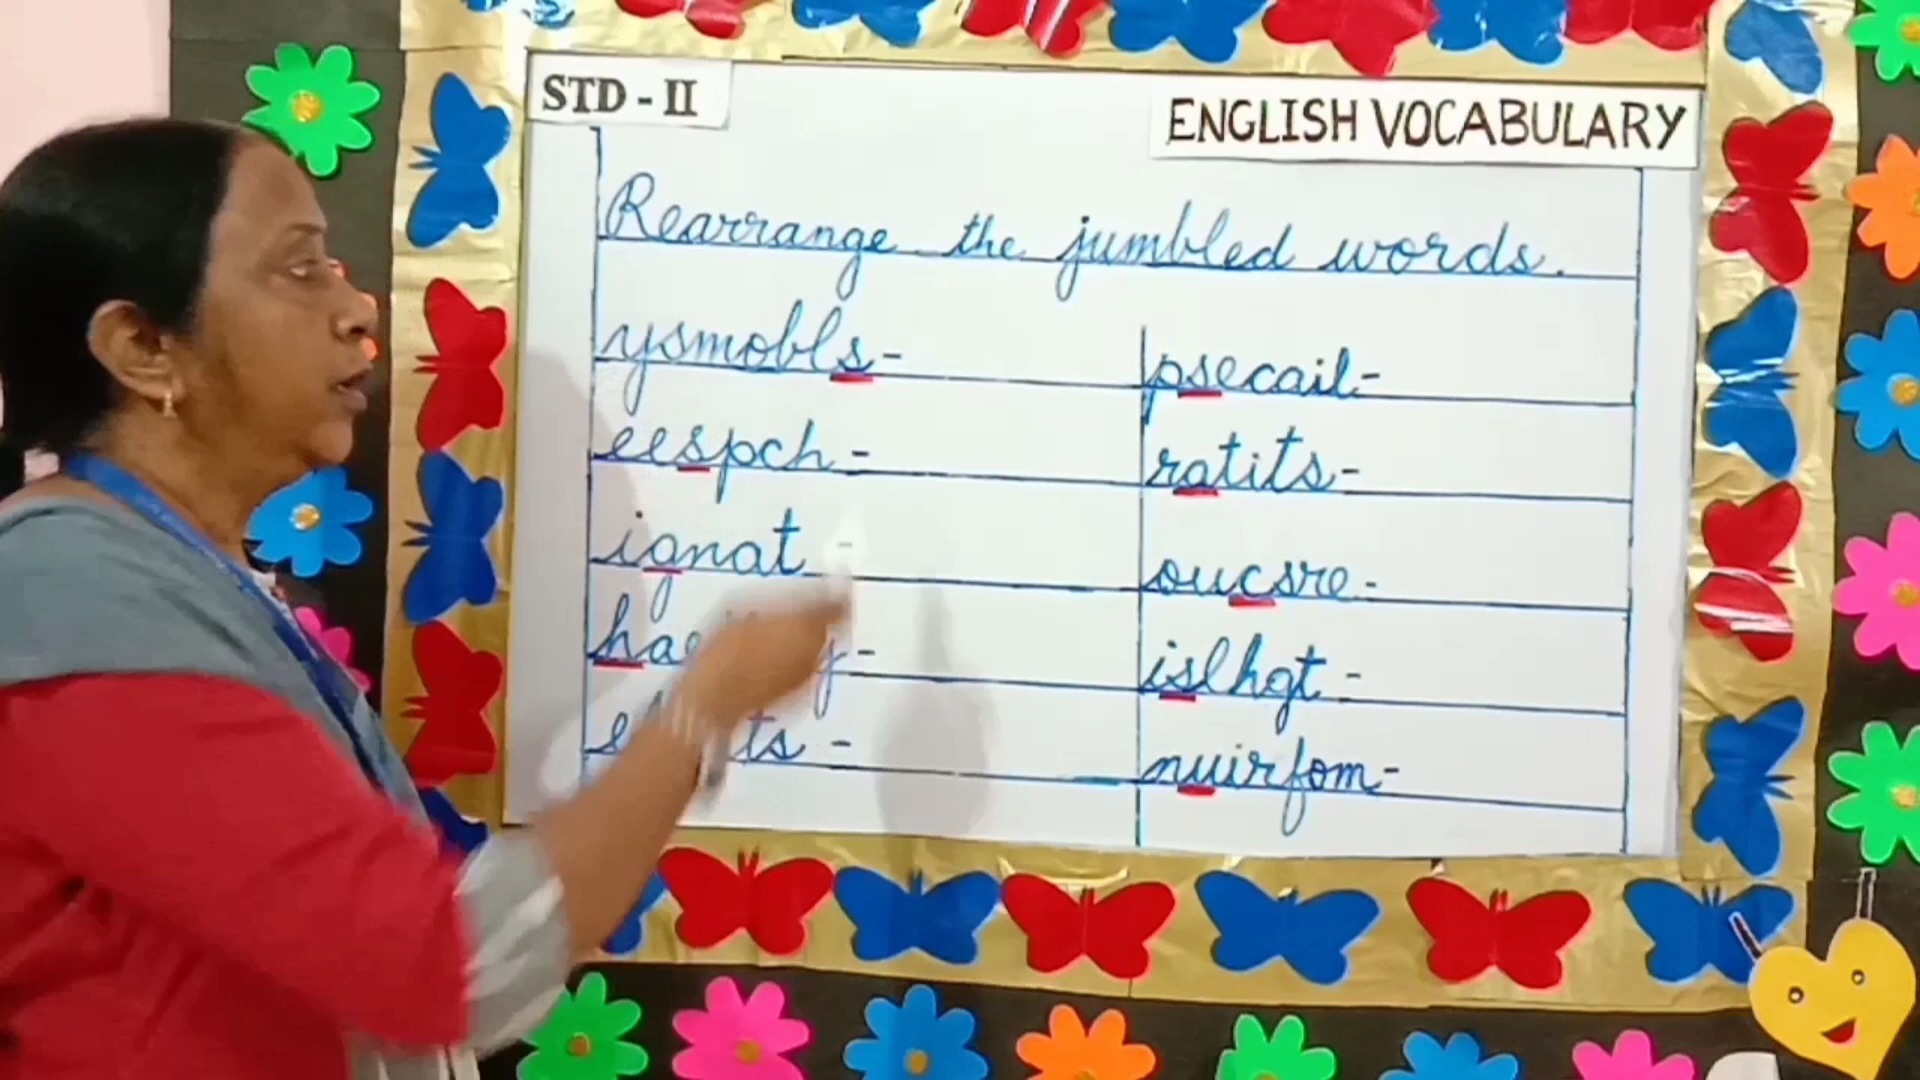 STD - II
ENGLISH VOCABULARY
Rearrange the jumbled words.
ysmobls -
psecail -
eespch -
ratits -
ignat -
oucsre -
islhgt -
nuirfom -